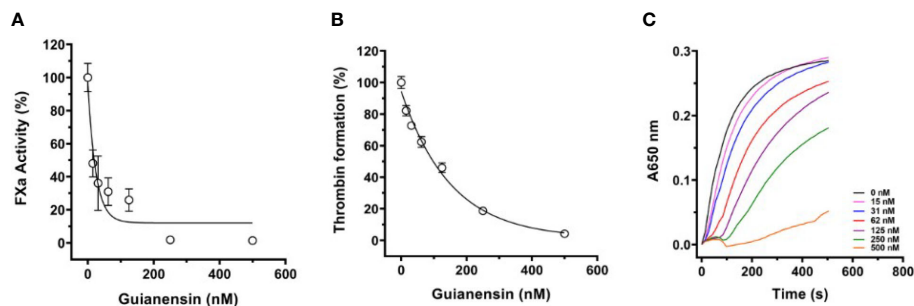 A
FXa Activity (%)
120
100
80
60
40
20
0
0
200
400
600
Guianensin (nM)
B
Thrombin formation (%)
120
100
80
60
40
20
0
0
200
400
600
Guianensin (nM)
C
A650 nm
0.3
0.2
0.1
0.0
0
200
400
600
800
Time (s)
0 nM
15 nM
31 nM
62 nM
125 nM
250 nM
500 nM